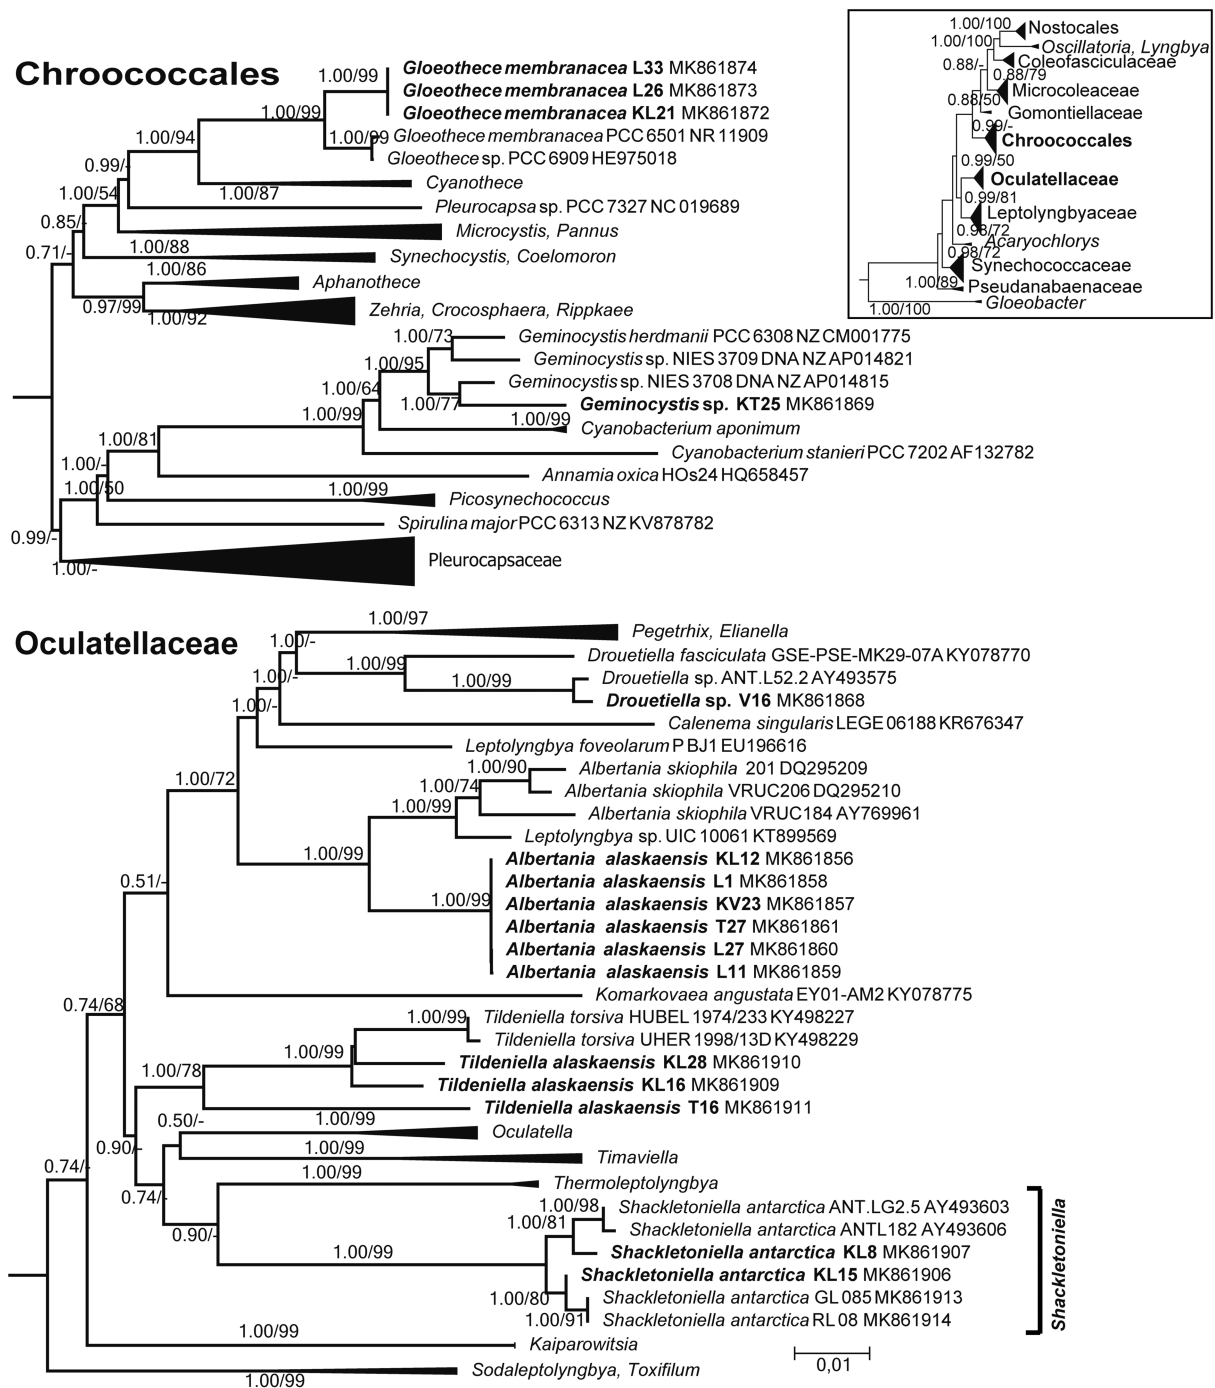 Chroococcales
1.00/99
Gloeothece membranacea L33 MK861874
Gloeothece membranacea L26 MK861873
1.00/99
Gloeothece membranacea KL21 MK861872
1.00/94
1.00/99
Gloeothece membranacea PCC 6501 NR 11909
Gloeothece sp. PCC 6909 HE975018
0.99/-
Cyanothece
1.00/54
1.00/87
Pleurocapsa sp. PCC 7327 NC 019689
0.85/-
Microcystis, Pannus
0.71/-
1.00/88
Synechocystis, Coelomoron
1.00/86
Aphanothece
0.97/99
1.00/92
Zehria, Crocosphaera, Rippkaee
1.00/73
Geminocystis herdmanii PCC 6308 NZ CM001775
1.00/95
Geminocystis sp. NIES 3709 DNA NZ AP014821
1.00/64
Geminocystis sp. NIES 3708 DNA NZ AP014815
1.00/77
Geminocystis sp. KT25 MK861869
1.00/99
1.00/99
Cyanobacterium aponimum
1.00/81
Cyanobacterium stanieri PCC 7202 AF132782
1.00/-
Annamia oxica HOs24 HQ658457
1.00/50
1.00/99
Picosynechococcus
Spirulina major PCC 6313 NZ KV878782
0.99/-
1.00/-
Pleurocapsaceae
1.00/100
Nostocales
1.00/100
Oscillatoria, Lyngbya
0.88/-
Coleofasciculaceae
0.88/79
Microcoleaceae
0.88/50
Gomontiellaceae
0.99/-
Chroococcales
0.99/50
Oculatellaceae
0.99/81
Leptolyngbyaceae
0.98/72
Acaryochlorys
0.98/72
Synechococcaceae
1.00/89
Pseudanabaenaceae
Gloeobacter
1.00/100
Oculatellaceae
1.00/97
Pegetrhix, Elianella
1.00/-
Drouetiella fasciculata GSE-PSE-MK29-07A KY078770
1.00/99
1.00/-
1.00/99
Drouetiella sp. ANT.L52.2 AY493575
Drouetiella sp. V16 MK861868
1.00/-
Calenema singularis LEGE 06188 KR676347
Leptolyngbya foveolarum P BJ1 EU196616
1.00/72
1.00/90
Albertania skiophila 201 DQ295209
1.00/74
Albertania skiophila VRUC206 DQ295210
1.00/99
Albertania skiophila VRUC184 AY769961
Leptolyngbya sp. UIC 10061 KT899569
1.00/99
Albertania alaskaensis KL12 MK861856
0.51/-
Albertania alaskaensis L1 MK861858
1.00/99
Albertania alaskaensis KV23 MK861857
Albertania alaskaensis T27 MK861861
Albertania alaskaensis L27 MK861860
Albertania alaskaensis L11 MK861859
Komarkovaea angustata EY01-AM2 KY078775
0.74/68
1.00/99
Tildeniella torsiva HUBEL 1974/233 KY498227
Tildeniella torsiva UHER 1998/13D KY498229
1.00/99
Tildeniella alaskaensis KL28 MK861910
1.00/78
Tildeniella alaskaensis KL16 MK861909
Tildeniella alaskaensis T16 MK861911
0.50/-
1.00/99
Oculatella
0.90/-
1.00/99
Timaviella
0.74/-
1.00/99
Thermoleptolyngbya
0.74/-
1.00/98
Shackletoniella antarctica ANT.LG2.5 AY493603
1.00/81
Shackletoniella antarctica ANTL182 AY493606
0.90/-
1.00/99
Shackletoniella antarctica KL8 MK861907
Shackletoniella antarctica KL15 MK861906
1.00/80
Shackletoniella antarctica GL 085 MK861913
1.00/91
Shackletoniella antarctica RL 08 MK861914
Shackletoniella
1.00/99
Kaiparowitsia
1.00/99
Sodaleptolyngbya, Toxifilum
0,01